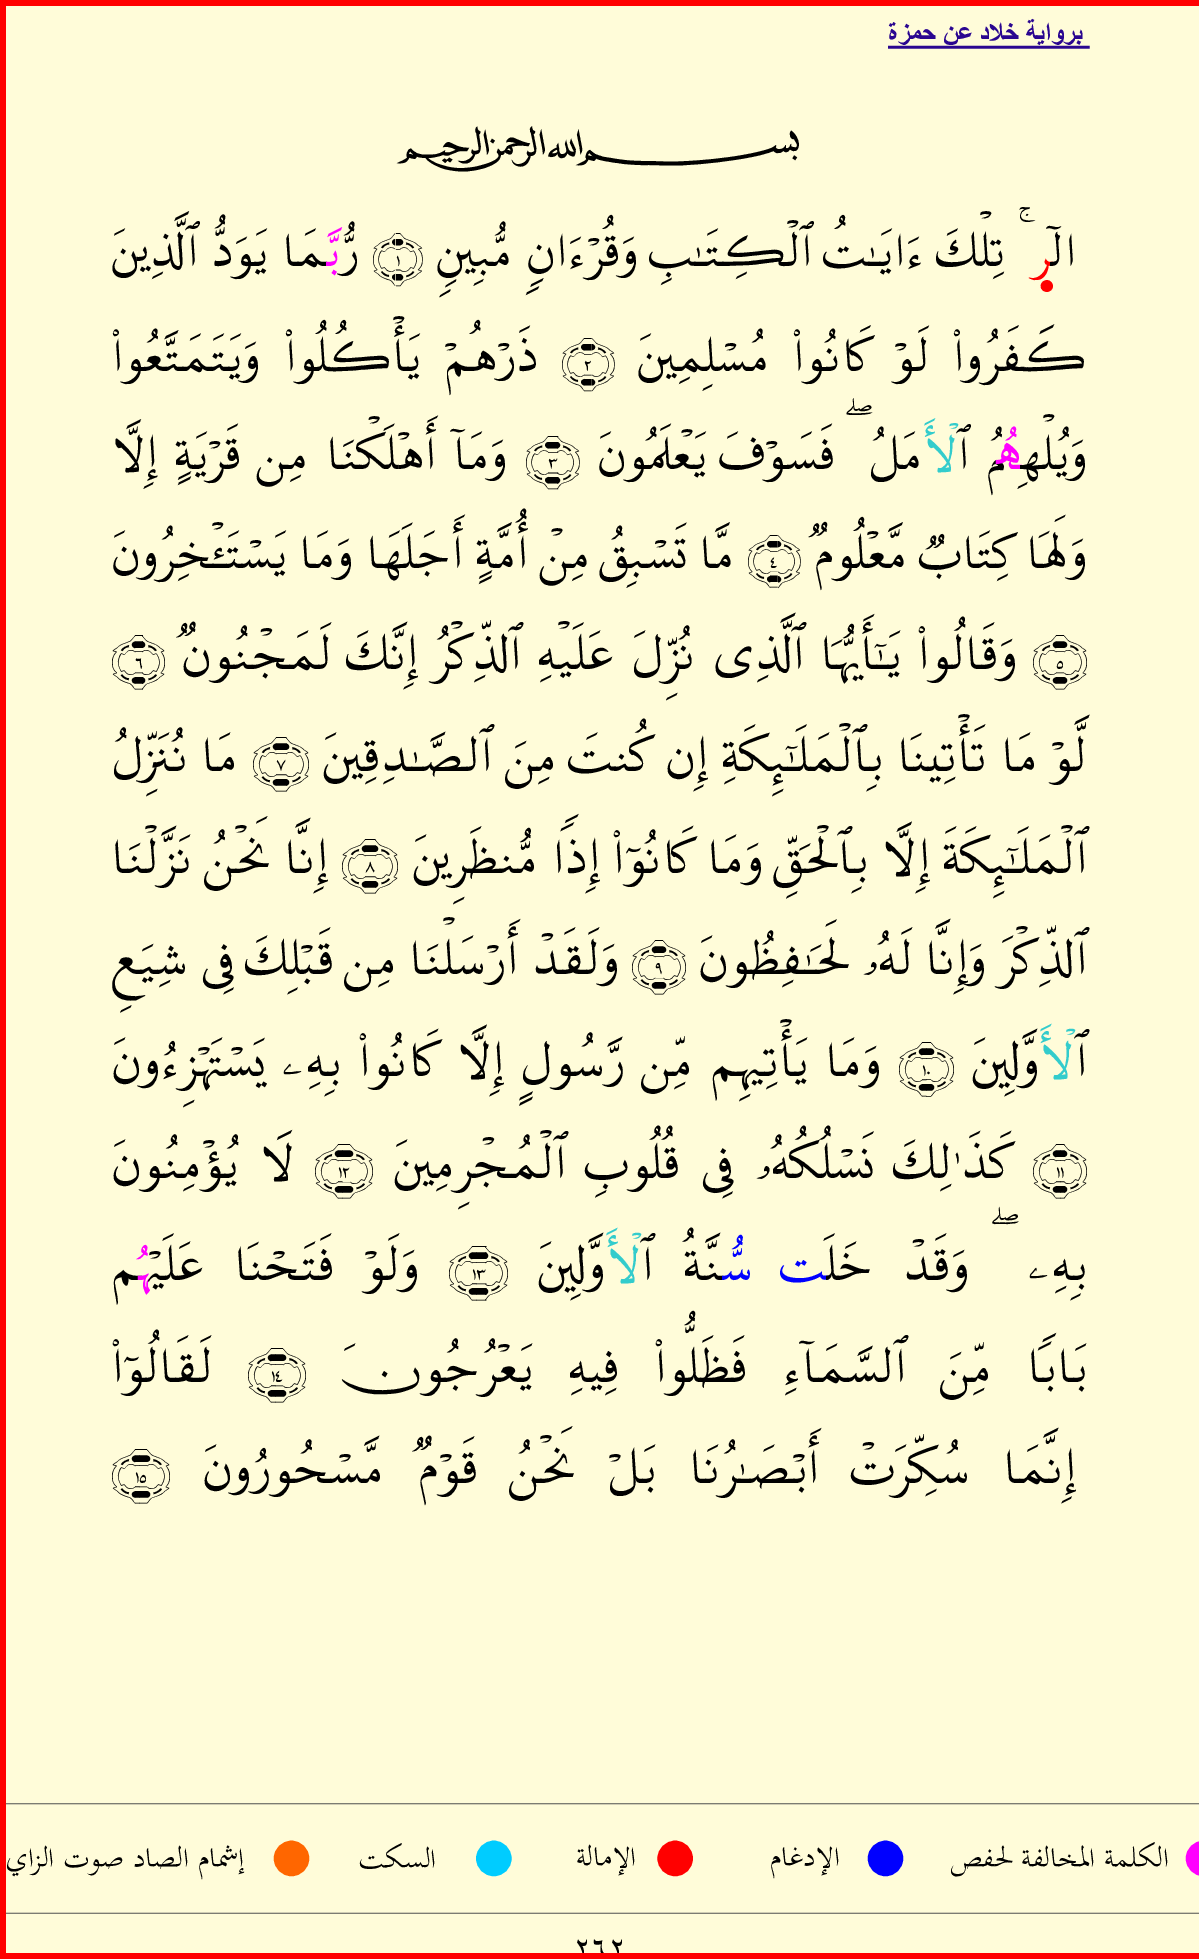 برواية خلاد عن حمزة
بسم الله الرحمن الرحيم
الٓرۚ تِلۡكَ ءَايَـٰتُ ٱلۡكِتَـٰبِ وَقُرۡءَانٖ مُّبِينٖ ١ رُّبَّمَا يَوَدُّ ٱلَّذِينَ
كَفَرُواْ لَوۡ كَانُواْ مُسۡلِمِينَ ٢ ذَرۡهُمۡ يَأۡكُلُواْ وَيَتَمَتَّعُواْ
وَيُلۡهِهُمُ ٱلۡأَمَلُۖ فَسَوۡفَ يَعۡلَمُونَ ٣ وَمَآ أَهۡلَكۡنَا مِن قَرۡيَةٍ إِلَّا
وَلَهَا كِتَابٞ مَّعۡلُومٞ ٤ مَّا تَسۡبِقُ مِنۡ أُمَّةٍ أَجَلَهَا وَمَا يَسۡتَـٔۡخِرُونَ
٥ وَقَالُواْ يَـٰٓأَيُّهَا ٱلَّذِى نُزِّلَ عَلَيۡهِ ٱلذِّكۡرُ إِنَّكَ لَمَجۡنُونٞ ٦
لَّوۡ مَا تَأۡتِينَا بِٱلۡمَلَـٰٓئِكَةِ إِن كُنتَ مِنَ ٱلصَّـٰدِقِينَ ٧ مَا نُنَزِّلُ
ٱلۡمَلَـٰٓئِكَةَ إِلَّا بِٱلۡحَقِّ وَمَا كَانُوٓاْ إِذٗا مُّنظَرِينَ ٨ إِنَّا نَحۡنُ نَزَّلۡنَا
ٱلذِّكۡرَ وَإِنَّا لَهُۥ لَحَـٰفِظُونَ ٩ وَلَقَدۡ أَرۡسَلۡنَا مِن قَبۡلِكَ فِى شِيَعِ
ٱلۡأَوَّلِينَ ١٠ وَمَا يَأۡتِيهِم مِّن رَّسُولٍ إِلَّا كَانُواْ بِهِۦ يَسۡتَهۡزِءُونَ
١١ كَذَٰلِكَ نَسۡلُكُهُۥ فِى قُلُوبِ ٱلۡمُجۡرِمِينَ ١٢ لَا يُؤۡمِنُونَ
بِهِۦۖ وَقَدۡ خَلَت سُّنَّةُ ٱلۡأَوَّلِينَ ١٣ وَلَوۡ فَتَحۡنَا عَلَيۡهُم
بَابٗا مِّنَ ٱلسَّمَآءِ فَظَلُّواْ فِيهِ يَعۡرُجُونَ ١٤ لَقَالُوٓاْ
إِنَّمَا سُكِّرَتۡ أَبۡصَـٰرُنَا بَلۡ نَحۡنُ قَوۡمٞ مَّسۡحُورُونَ ١٥
الكلمة المخالفة لحفص الإدغام الإمالة السكت إشمام الصاد صوت الزاي
٢٦٢